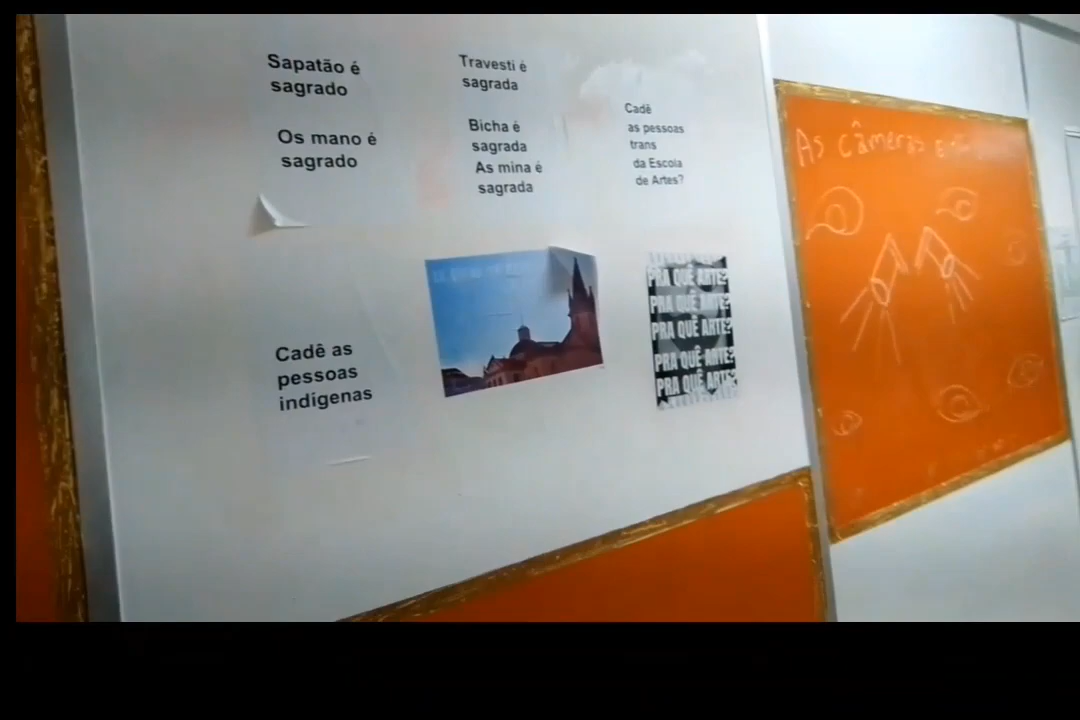 Sapatão é
sagrado
Os mano é
sagrado
Travesti é
sagrada
Bicha é
sagrada
As mina é
sagrada
Cadê
as pessoas
trans
da Escola
de Artes?
Cadê as
pessoas
indígenas
PRA QUÊ ARTE?
PRA QUÊ ARTE?
PRA QUÊ ARTE?
PRA QUÊ ARTE?
PRA QUÊ ARTE?
As câmeras